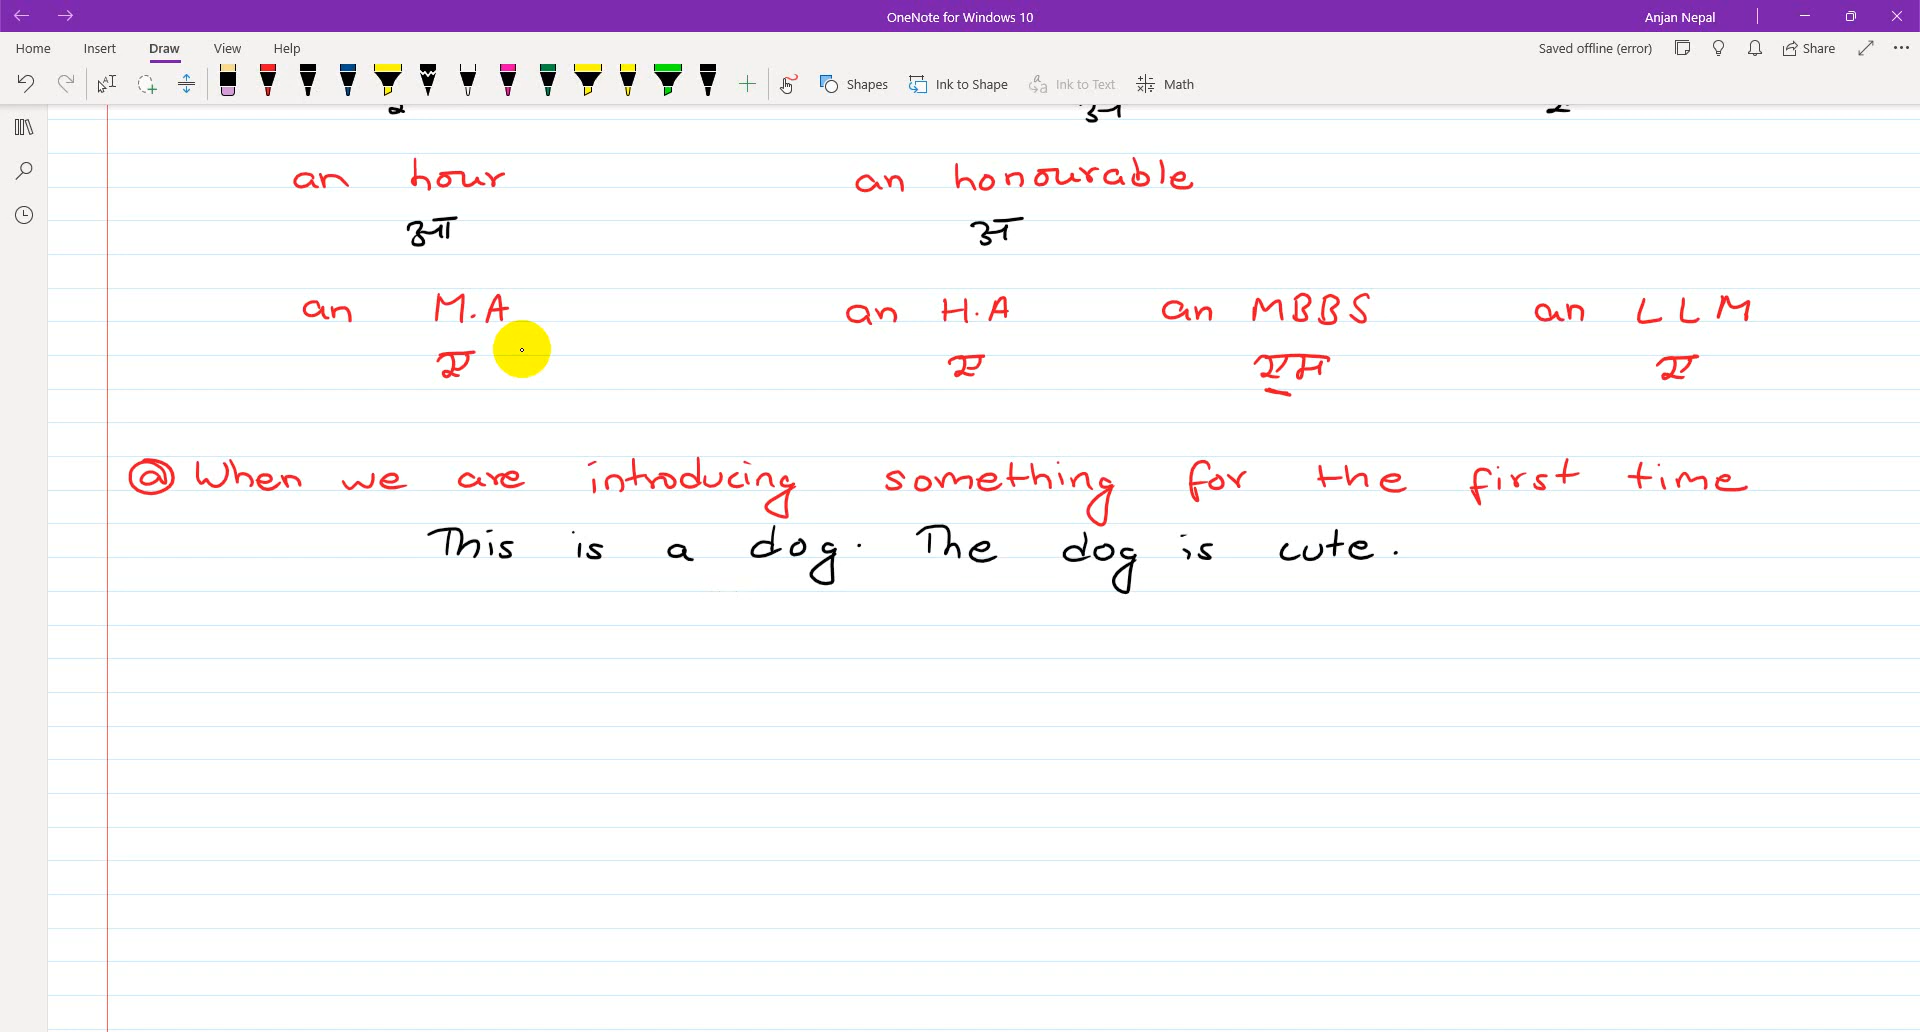 OneNote for Windows 10 Anjan Nepal
Home Insert Draw View Help Saved offline (error) Share
Shapes Ink to Shape Ink to Text Math
an hour an honourable
आ अ
an M.A an H.A an MBBS an LLM
ए ए एम ए
@ When we are introducing something for the first time
This is a dog. The dog is cute.